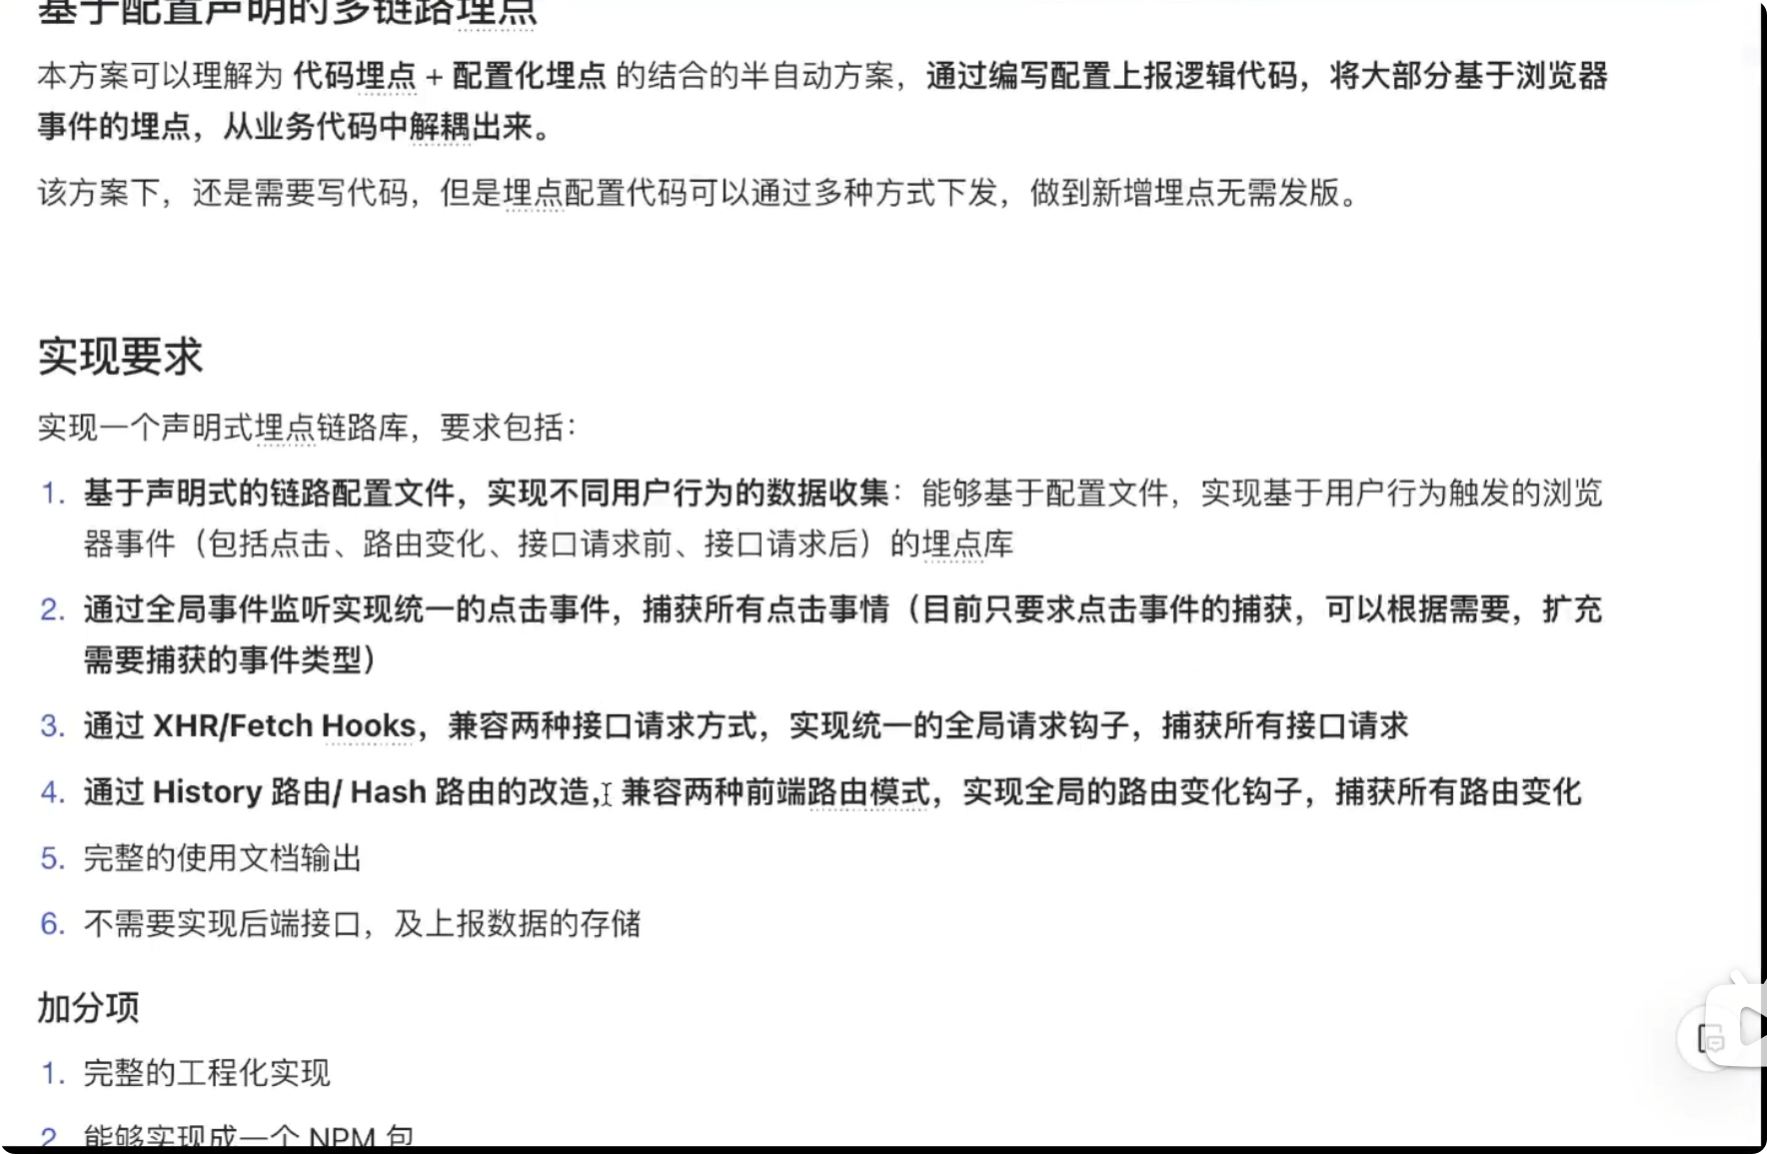 基于配置声明的多链路埋点
本方案可以理解为 代码埋点 + 配置化埋点 的结合的半自动方案，通过编写配置上报逻辑代码，将大部分基于浏览器
事件的埋点，从业务代码中解耦出来。
该方案下，还是需要写代码，但是埋点配置代码可以通过多种方式下发，做到新增埋点无需发版。
实现要求
实现一个声明式埋点链路库，要求包括：
1. 基于声明式的链路配置文件，实现不同用户行为的数据收集：能够基于配置文件，实现基于用户行为触发的浏览
器事件（包括点击、路由变化、接口请求前、接口请求后）的埋点库
2. 通过全局事件监听实现统一的点击事件，捕获所有点击事情（目前只要求点击事件的捕获，可以根据需要，扩充
需要捕获的事件类型）
3. 通过 XHR/Fetch Hooks，兼容两种接口请求方式，实现统一的全局请求钩子，捕获所有接口请求
4. 通过 History 路由/ Hash 路由的改造，兼容两种前端路由模式，实现全局的路由变化钩子，捕获所有路由变化
5. 完整的使用文档输出
6. 不需要实现后端接口，及上报数据的存储
加分项
1. 完整的工程化实现
2. 能够实现成一个 NPM 包